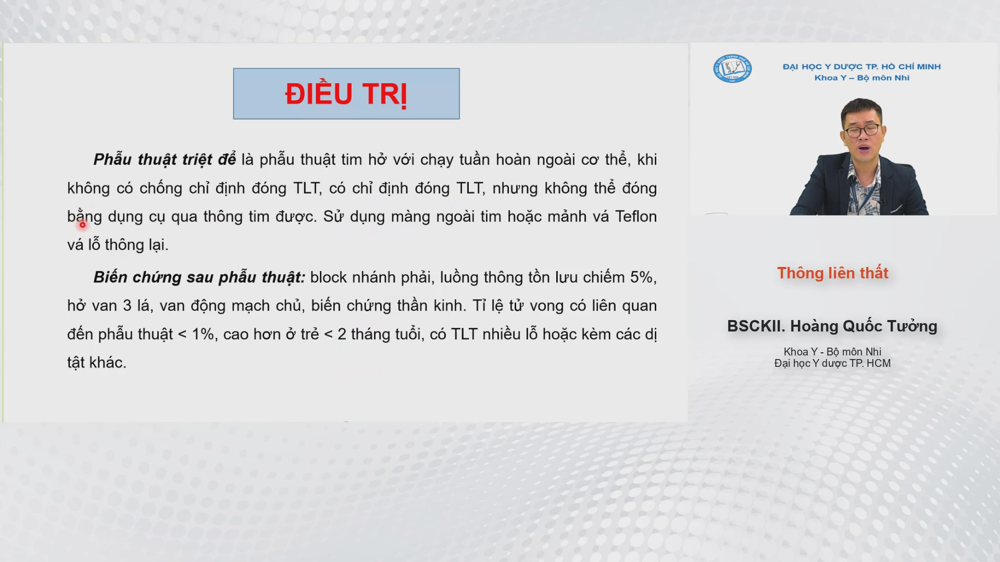 ĐIỀU TRỊ
Phẫu thuật triệt để là phẫu thuật tim hở với chạy tuần hoàn ngoài cơ thể, khi
không có chống chỉ định đóng TLT, có chỉ định đóng TLT, nhưng không thể đóng
bằng dụng cụ qua thông tim được. Sử dụng màng ngoài tim hoặc mảnh vá Teflon
vá lỗ thông lại.
Biến chứng sau phẫu thuật: block nhánh phải, luồng thông tồn lưu chiếm 5%,
hở van 3 lá, van động mạch chủ, biến chứng thần kinh. Tỉ lệ tử vong có liên quan
đến phẫu thuật < 1%, cao hơn ở trẻ < 2 tháng tuổi, có TLT nhiều lỗ hoặc kèm các dị
tật khác.
ĐẠI HỌC Y DƯỢC TP. HỒ CHÍ MINH
Khoa Y – Bộ môn Nhi
Thông liên thất
BSCKII. Hoàng Quốc Tưởng
Khoa Y - Bộ môn Nhi
Đại học Y dược TP. HCM